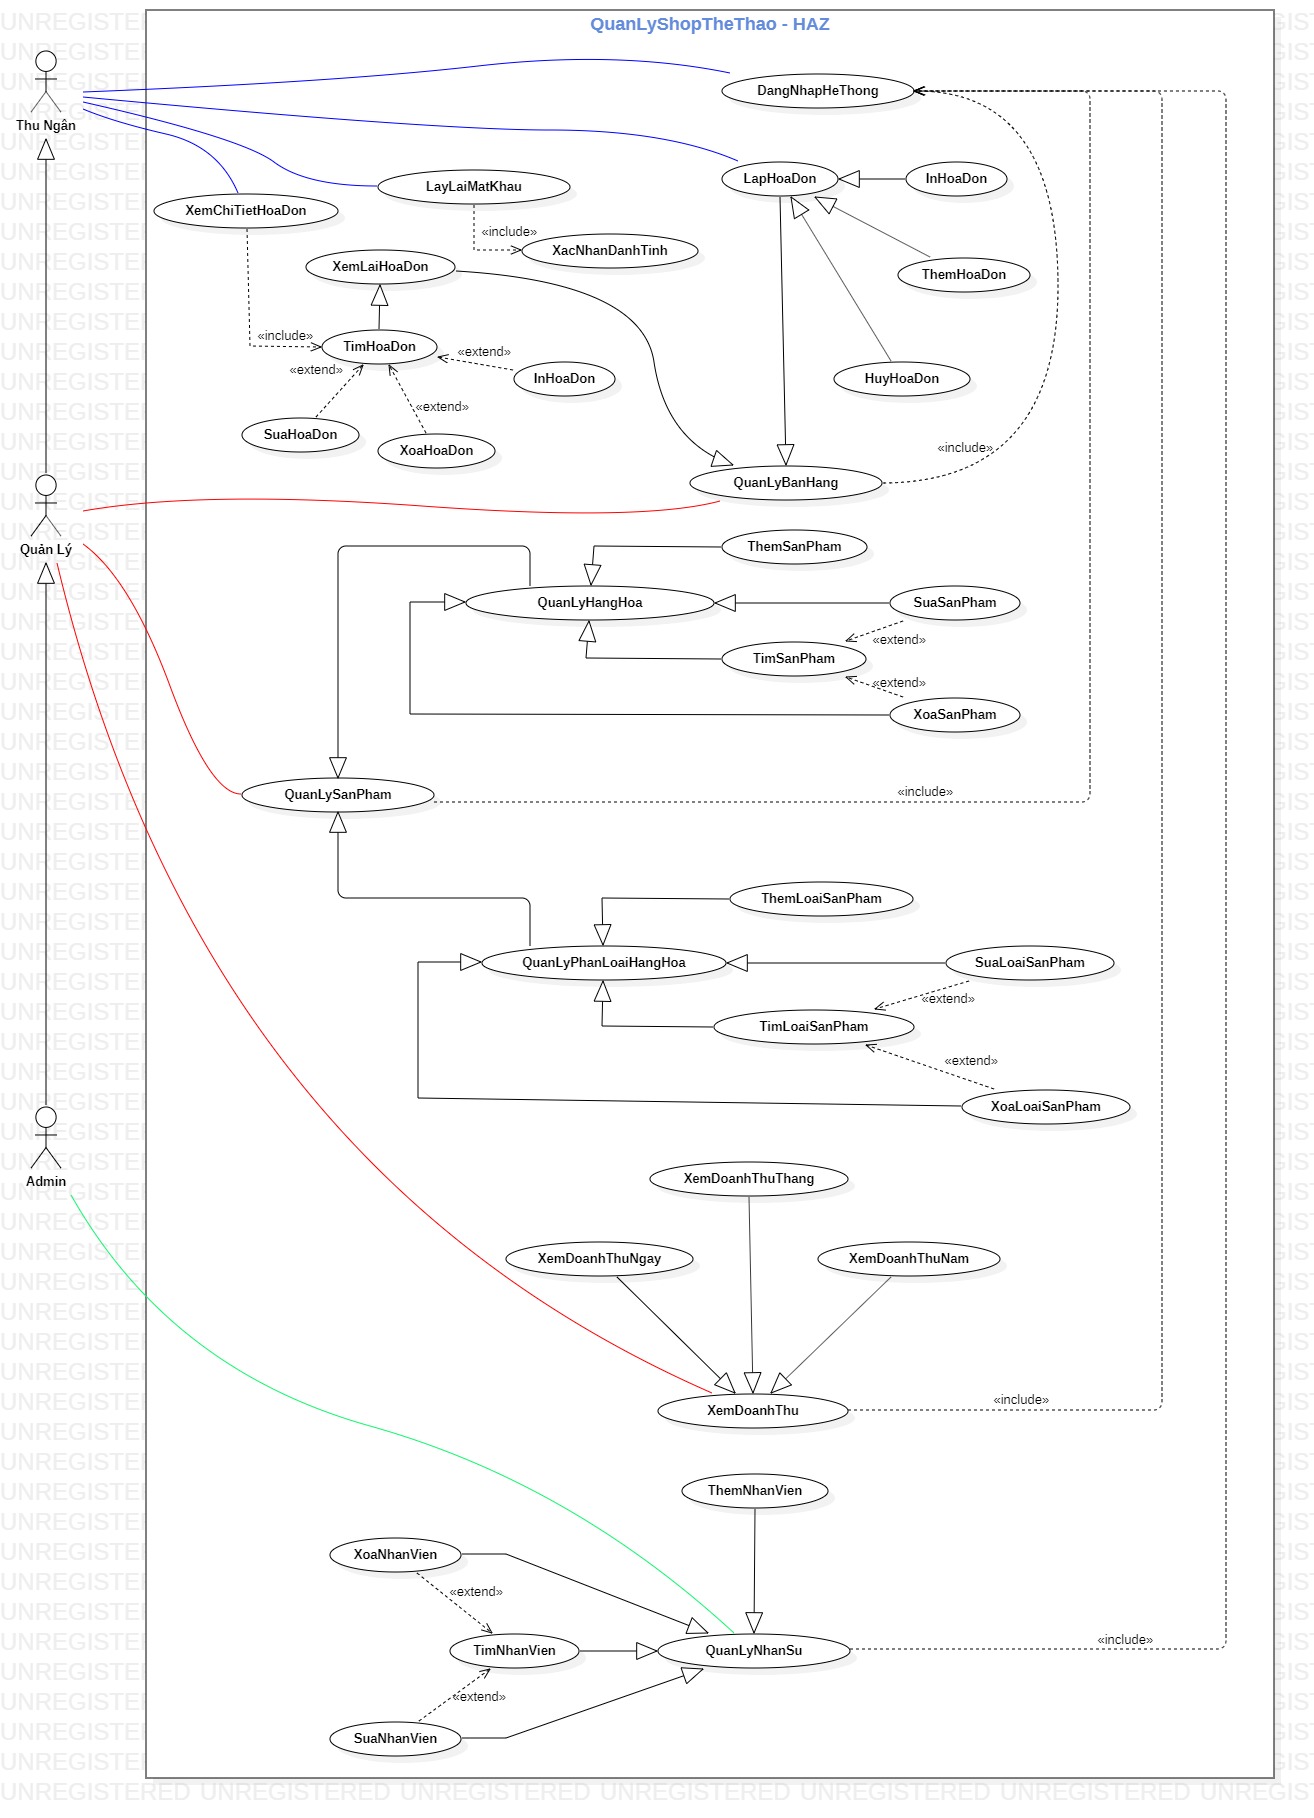 QuanLyShopTheThao - HAZ
DangNhapHeThong
Thu Ngân
LapHoaDon
InHoaDon
LayLaiMatKhau
XemChiTietHoaDon
«include»
XacNhanDanhTinh
XemLaiHoaDon
ThemHoaDon
«include»
TimHoaDon
«extend»
«extend»
InHoaDon
HuyHoaDon
«extend»
SuaHoaDon
XoaHoaDon
«include»
QuanLyBanHang
Quản Lý
ThemSanPham
QuanLyHangHoa
SuaSanPham
«extend»
TimSanPham
«extend»
XoaSanPham
QuanLySanPham
«include»
ThemLoaiSanPham
QuanLyPhanLoaiHangHoa
SuaLoaiSanPham
«extend»
TimLoaiSanPham
«extend»
XoaLoaiSanPham
Admin
XemDoanhThuThang
XemDoanhThuNgay
XemDoanhThuNam
«include»
XemDoanhThu
ThemNhanVien
XoaNhanVien
«extend»
TimNhanVien
QuanLyNhanSu
«include»
«extend»
SuaNhanVien
UNREGISTERED UNREGISTERED UNREGISTERED UNREGISTERED UNREGISTERED UNREGISTERED